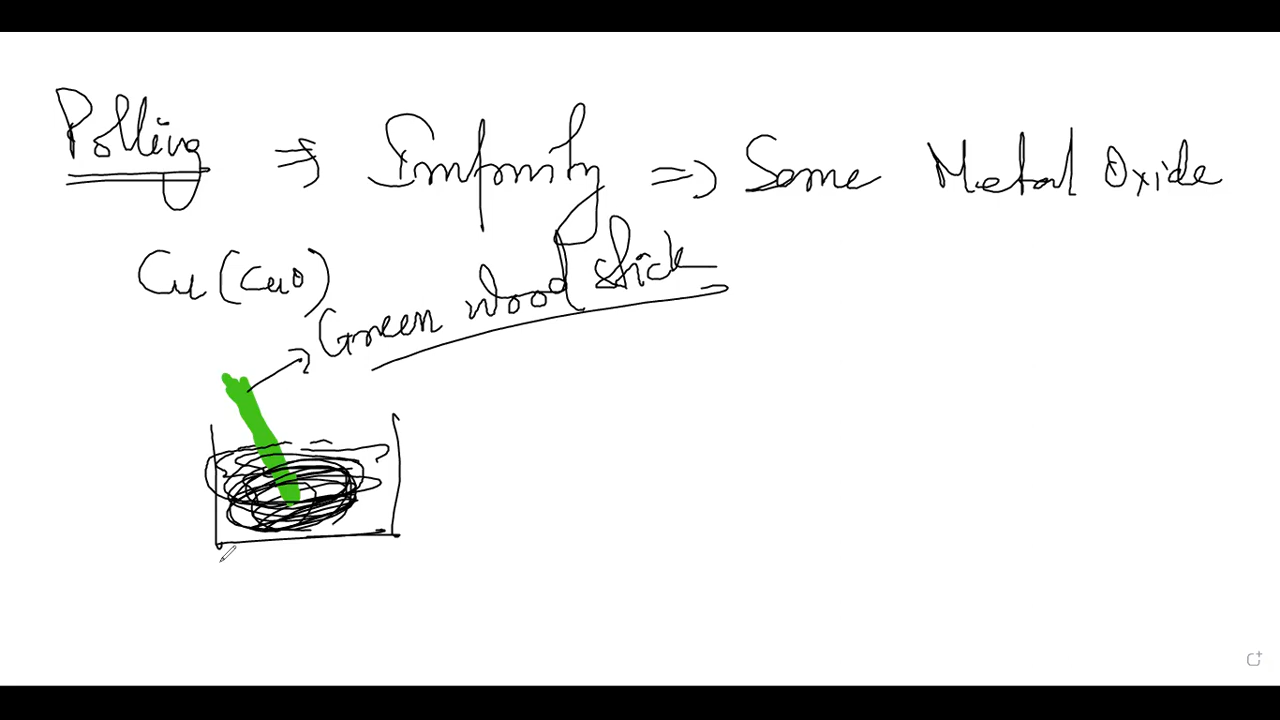 Polling ⇒ Impurity ⇒ Some Metal Oxide
Cu (CuO)
Green wood stick